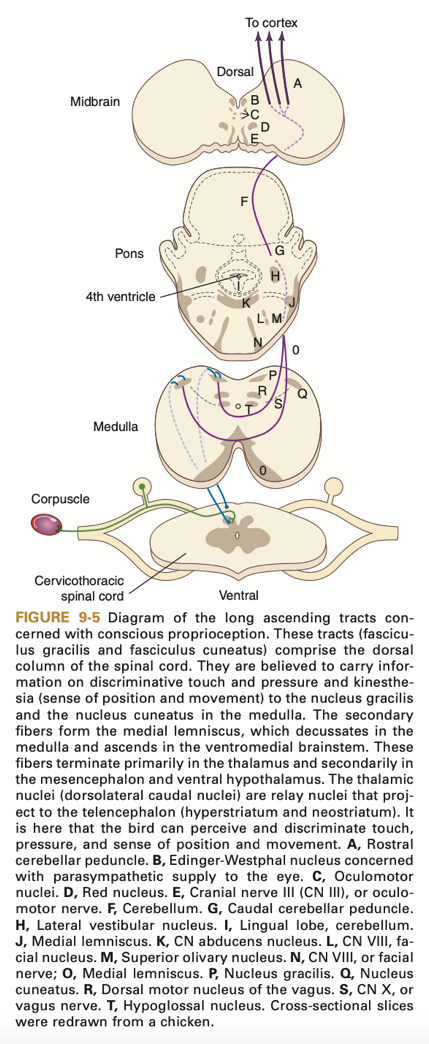 To cortex
Dorsal
A
Midbrain
B
C
D
E
F
Pons
G
H
4th ventricle
I
J
K
L M
N
O
P
R
Q
S
T
Medulla
O
Corpuscle
Cervicothoracic
spinal cord
Ventral
FIGURE 9-5 Diagram of the long ascending tracts con-
cerned with conscious proprioception. These tracts (fascicu-
lus gracilis and fasciculus cuneatus) comprise the dorsal
column of the spinal cord. They are believed to carry infor-
mation on discriminative touch and pressure and kinesthe-
sia (sense of position and movement) to the nucleus gracilis
and the nucleus cuneatus in the medulla. The secondary
fibers form the medial lemniscus, which decussates in the
medulla and ascends in the ventromedial brainstem. These
fibers terminate primarily in the thalamus and secondarily in
the mesencephalon and ventral hypothalamus. The thalamic
nuclei (dorsolateral caudal nuclei) are relay nuclei that proj-
ect to the telencephalon (hyperstriatum and neostriatum). It
is here that the bird can perceive and discriminate touch,
pressure, and sense of position and movement. A, Rostral
cerebellar peduncle. B, Edinger-Westphal nucleus concerned
with parasympathetic supply to the eye. C, Oculomotor
nuclei. D, Red nucleus. E, Cranial nerve III (CN III), or oculo-
motor nerve. F, Cerebellum. G, Caudal cerebellar peduncle.
H, Lateral vestibular nucleus. I, Lingual lobe, cerebellum.
J, Medial lemniscus. K, CN abducens nucleus. L, CN VIII, fa-
cial nucleus. M, Superior olivary nucleus. N, CN VIII, or facial
nerve; O, Medial lemniscus. P, Nucleus gracilis. Q, Nucleus
cuneatus. R, Dorsal motor nucleus of the vagus. S, CN X, or
vagus nerve. T, Hypoglossal nucleus. Cross-sectional slices
were redrawn from a chicken.